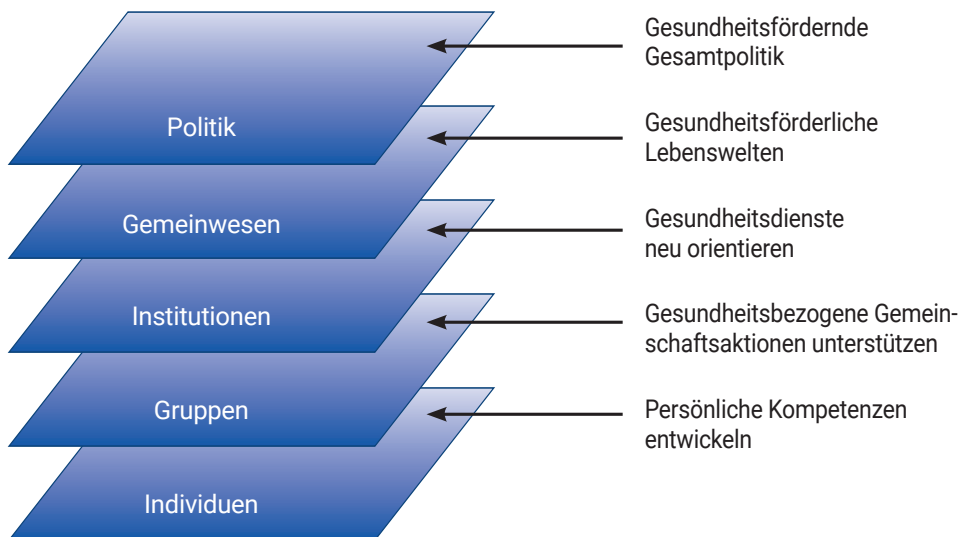 Gesundheitsfördernde
Gesamtpolitik
Politik
Gesundheitsförderliche
Lebenswelten
Gemeinwesen
Gesundheitsdienste
neu orientieren
Institutionen
Gesundheitsbezogene Gemein-
schaftsaktionen unterstützen
Gruppen
Persönliche Kompetenzen
entwickeln
Individuen